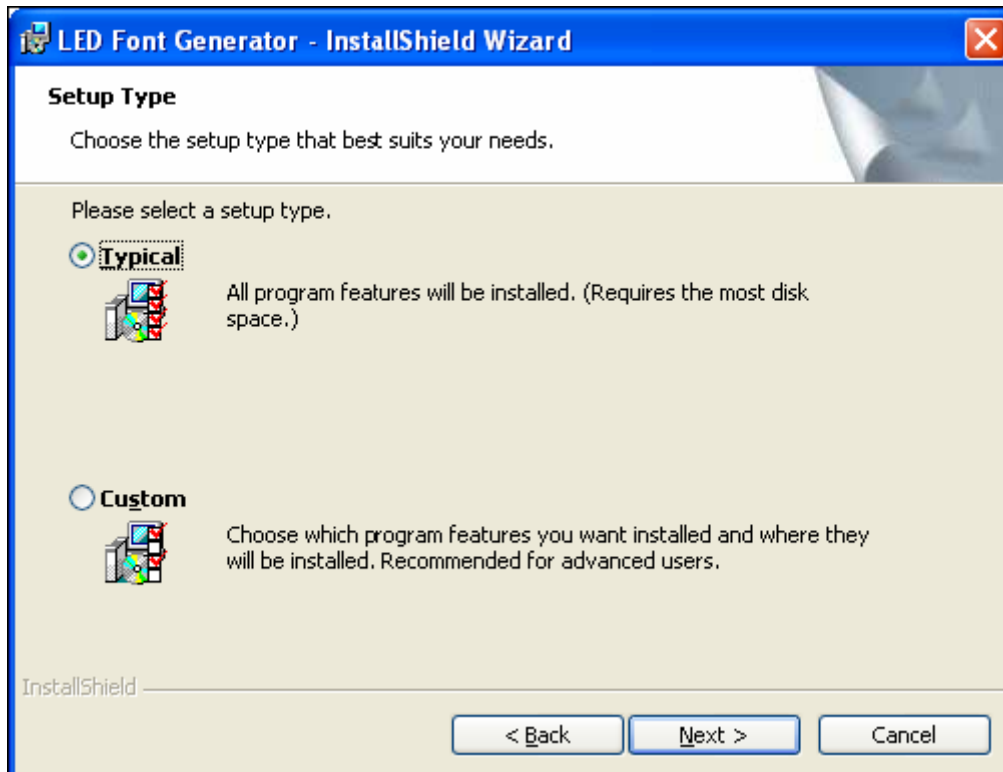 LED Font Generator - InstallShield Wizard
Setup Type
Choose the setup type that best suits your needs.
Please select a setup type.
Typical
All program features will be installed. (Requires the most disk
space.)
Custom
Choose which program features you want installed and where they
will be installed. Recommended for advanced users.
InstallShield
< Back
Next >
Cancel